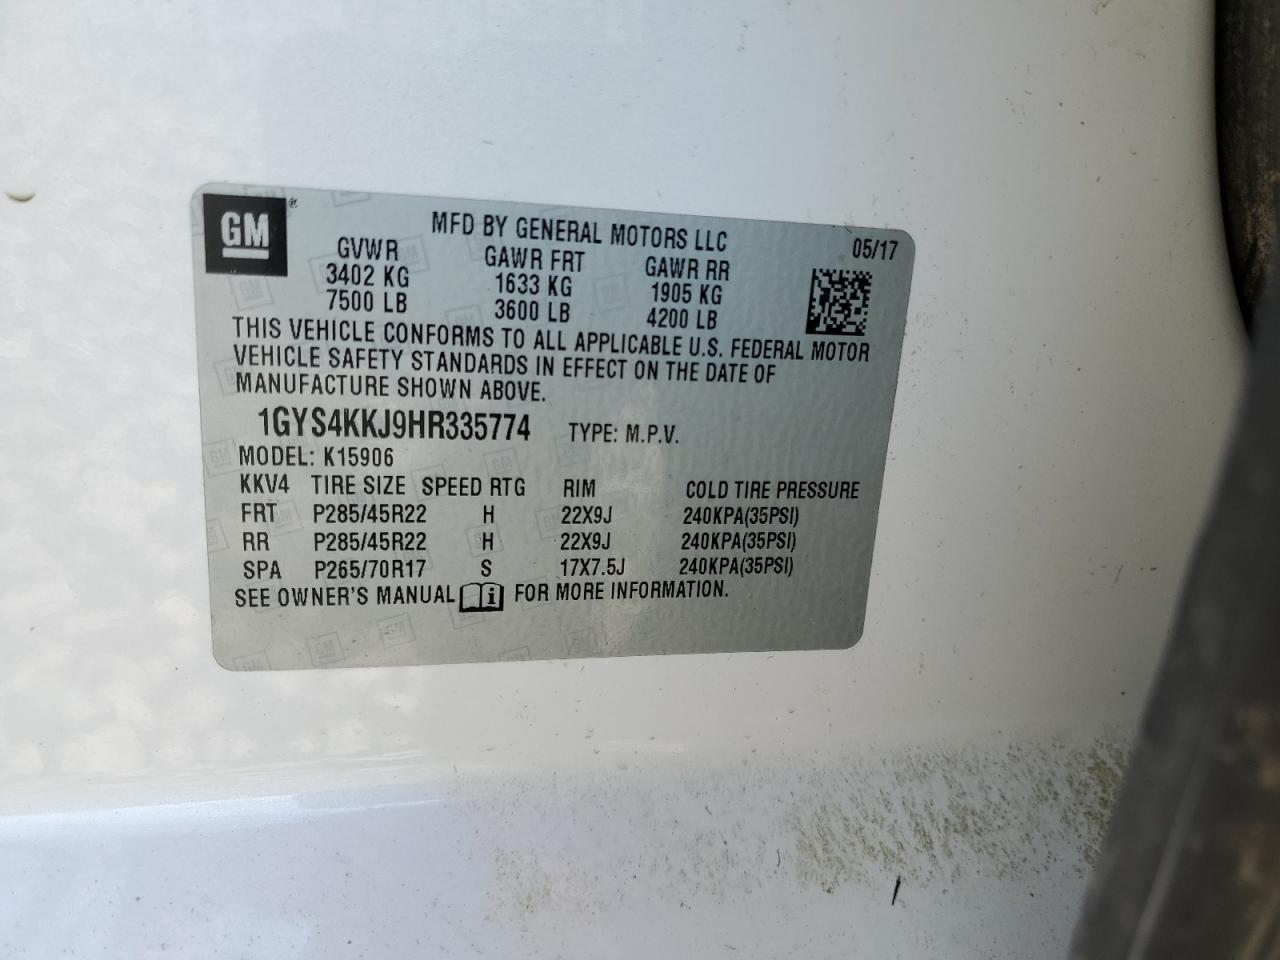 GM ®
MFD BY GENERAL MOTORS LLC 05/17
GVWR GAWR FRT GAWR RR
3402 KG 1633 KG 1905 KG
7500 LB 3600 LB 4200 LB
THIS VEHICLE CONFORMS TO ALL APPLICABLE U.S. FEDERAL MOTOR
VEHICLE SAFETY STANDARDS IN EFFECT ON THE DATE OF
MANUFACTURE SHOWN ABOVE.
1GYS4KKJ9HR335774 TYPE: M.P.V.
MODEL: K15906
KKV4 TIRE SIZE SPEED RTG RIM COLD TIRE PRESSURE
FRT P285/45R22 H 22X9J 240KPA(35PSI)
RR P285/45R22 H 22X9J 240KPA(35PSI)
SPA P265/70R17 S 17X7.5J 240KPA(35PSI)
SEE OWNER'S MANUAL i FOR MORE INFORMATION.